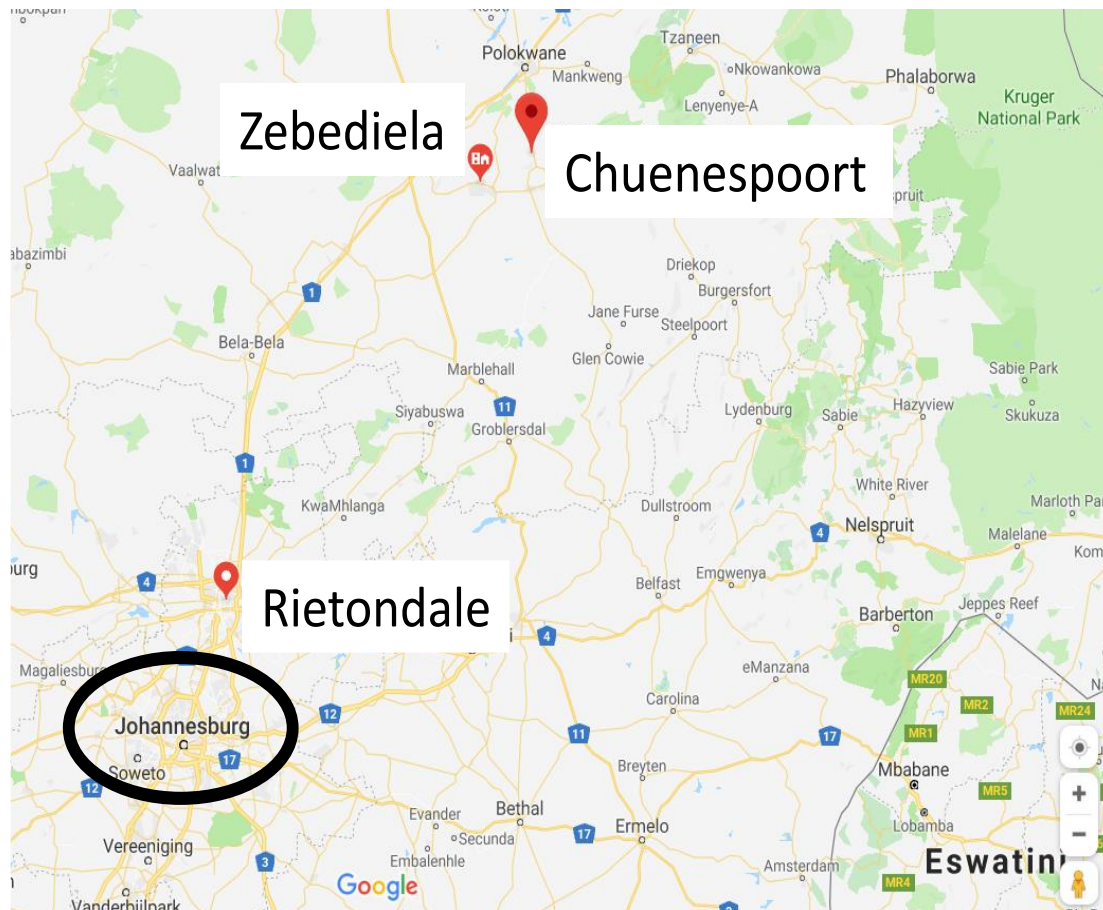 Polokwane
Tzaneen
Mankweng
Nkowankowa
Phalaborwa
Lenyenye-A
Kruger
National Park
Zebediela
Chuenespoort
Vaalwat
spruit
abazimbi
Driekop
Burgersfort
1
Jane Furse
Steelpoort
Bela-Bela
Glen Cowie
Marblehall
Sabie Park
Siyabuswa
11
Groblersdal
Lydenburg
Sabie
Hazyview
Skukuza
1
White River
KwaMhlanga
Dullstroom
Marloth Pa
Nelspruit
4
Malelane
Kom
urg
4
Belfast
Emgwenya
Rietondale
Barberton
Jeppes Reef
i
4
Magaliesburg
eManzana
MR20
Carolina
MR2
MR24
12
Johannesburg
11
17
MR1
17
Soweto
Breyten
Mbabane
12
MR5
Evander
Bethal
Lobamba
Ermelo
17
Vereeniging
Secunda
Embalenhle
3
Amsterdam
Eswatini
MR4
Google
Vanderbijlpark